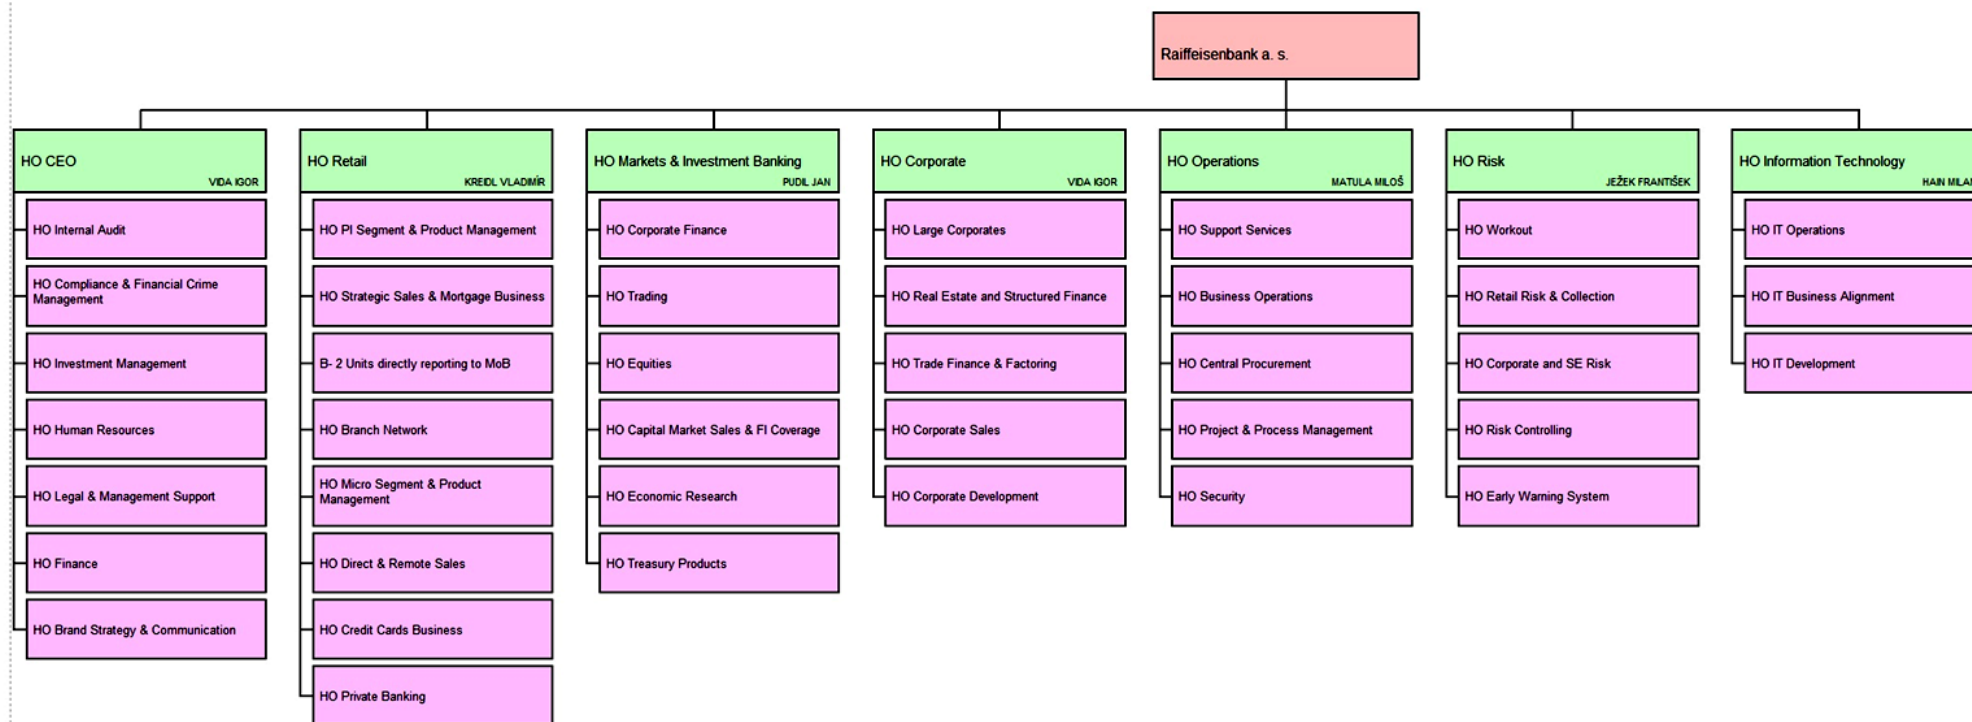 Raiffeisenbank a. s.
HO CEO
VIDA IGOR
HO Internal Audit
HO Compliance & Financial Crime
Management
HO Investment Management
HO Human Resources
HO Legal & Management Support
HO Finance
HO Brand Strategy & Communication
HO Retail
KREIDL VLADIMÍR
HO PI Segment & Product Management
HO Strategic Sales & Mortgage Business
B- 2 Units directly reporting to MoB
HO Branch Network
HO Micro Segment & Product
Management
HO Direct & Remote Sales
HO Credit Cards Business
HO Private Banking
HO Markets & Investment Banking
PUDIL JAN
HO Corporate Finance
HO Trading
HO Equities
HO Capital Market Sales & FI Coverage
HO Economic Research
HO Treasury Products
HO Corporate
VIDA IGOR
HO Large Corporates
HO Real Estate and Structured Finance
HO Trade Finance & Factoring
HO Corporate Sales
HO Corporate Development
HO Operations
MATULA MILOŠ
HO Support Services
HO Business Operations
HO Central Procurement
HO Project & Process Management
HO Security
HO Risk
JEŽEK FRANTIŠEK
HO Workout
HO Retail Risk & Collection
HO Corporate and SE Risk
HO Risk Controlling
HO Early Warning System
HO Information Technology
HAIN MILAN
HO IT Operations
HO IT Business Alignment
HO IT Development